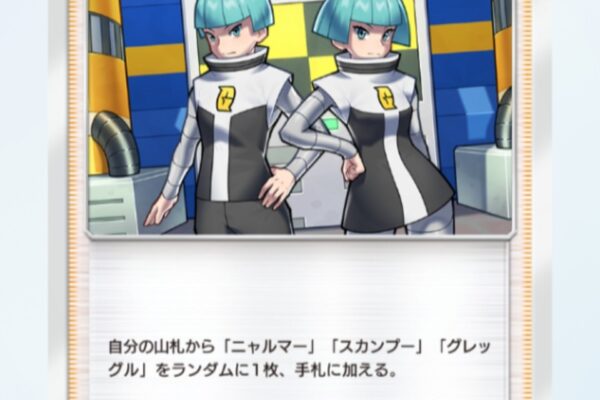 自分の山札から「ニャルマー」「スカンプー」「グレッ
グル」をランダムに1枚、手札に加える。